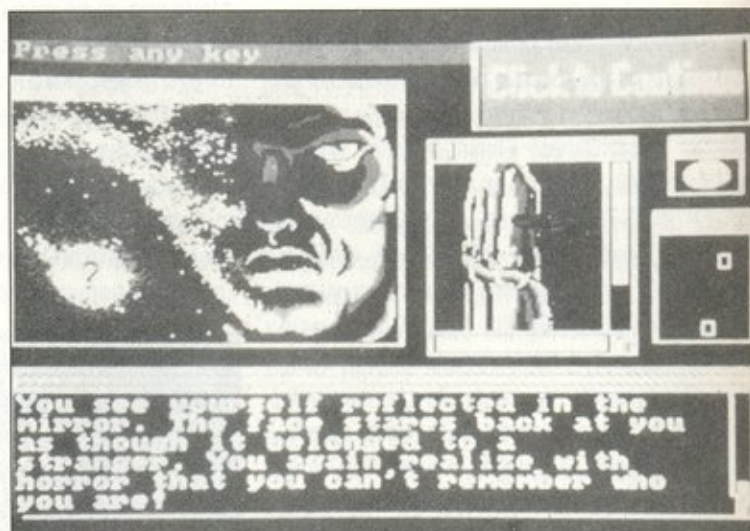 Press any key
Click to Continue
?
You see yourself reflected in the
mirror. The face stares back at you
as though it belonged to a
stranger. You again realize with
horror that you can't remember who
you are!